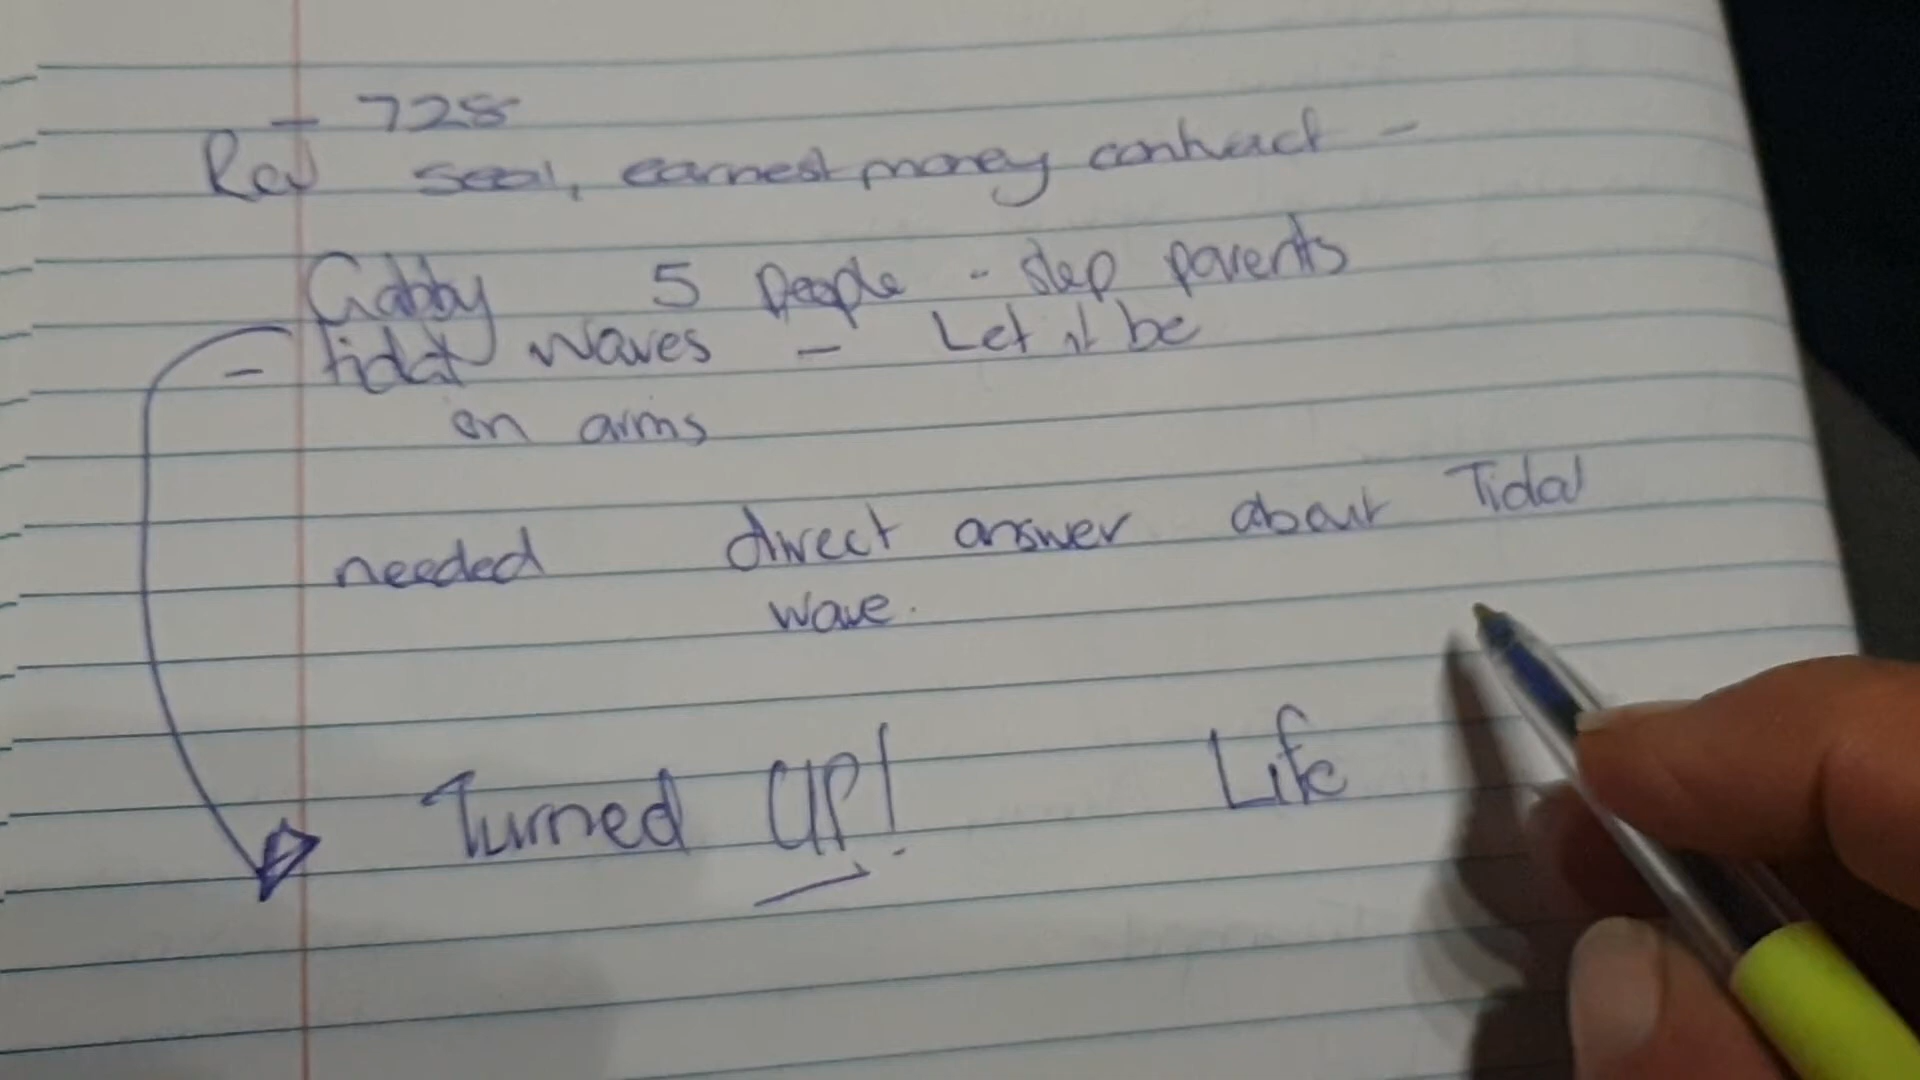 - 728
Rev seal, earnest money contract -
Gabby 5 people - step parents
- tidal waves - Let it be
on arms
needed direct answer about Tidal
wave.
Turned UP! Life